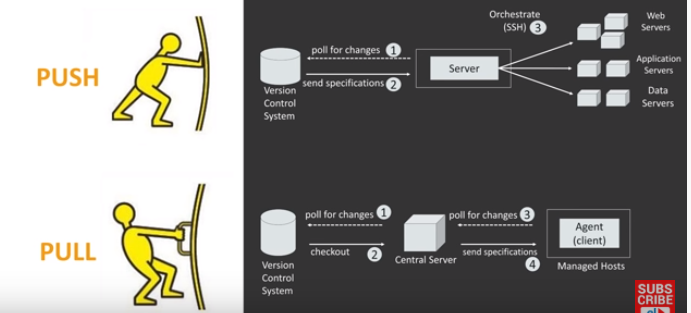 PUSH
poll for changes 1
send specifications 2
Version
Control
System
Server
Orchestrate
(SSH) 3
Web
Servers
Application
Servers
Data
Servers
PULL
poll for changes 1
checkout 2
Version
Control
System
Central Server
poll for changes 3
send specifications
4
Agent
(client)
Managed Hosts
SUBS
CRIBE